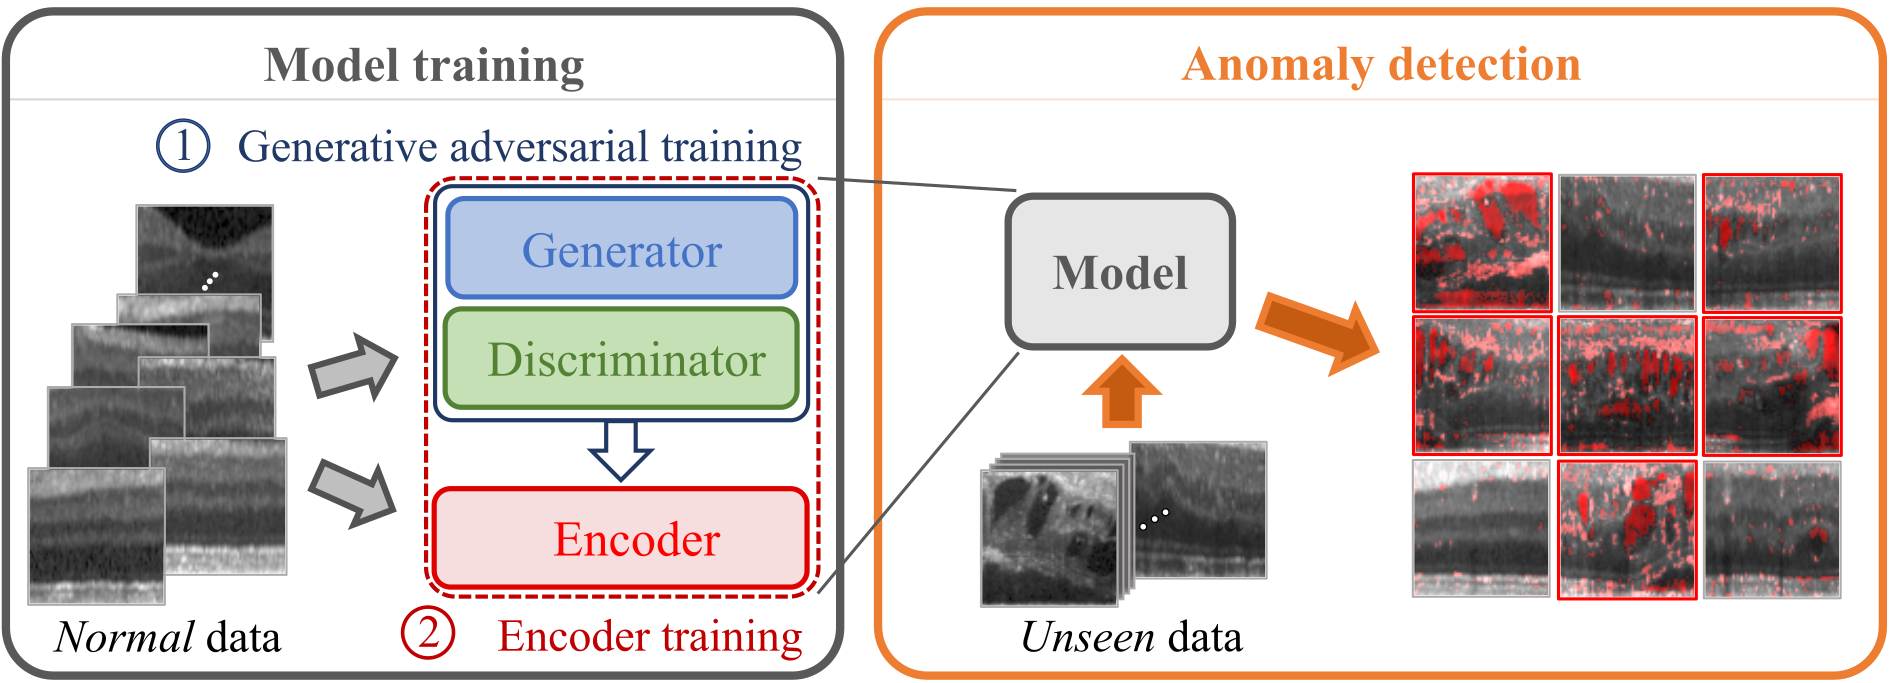 Model training
1 Generative adversarial training
Generator
Discriminator
Encoder
Normal data
2 Encoder training
Anomaly detection
Model
Unseen data